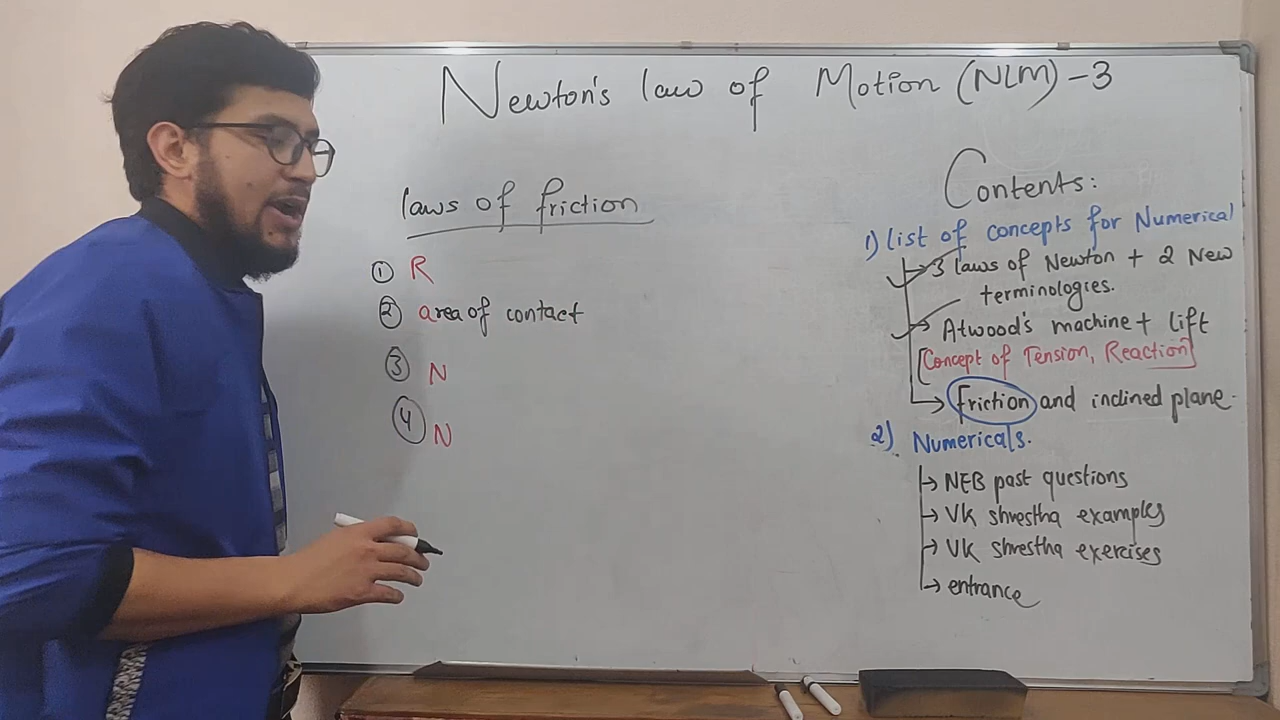 Newton's law of Motion (NLM) - 3
laws of friction
① R
② area of contact
③ N
④ N
Contents:
1) list of concepts for Numerical
→ 3 laws of Newton + 2 New
terminologies.
→ Atwood's machine + lift
[Concept of Tension, Reaction]
→ friction and inclined plane.
2) Numericals.
→ NEB past questions
→ VK shrestha examples
→ VK shrestha exercises
→ entrance